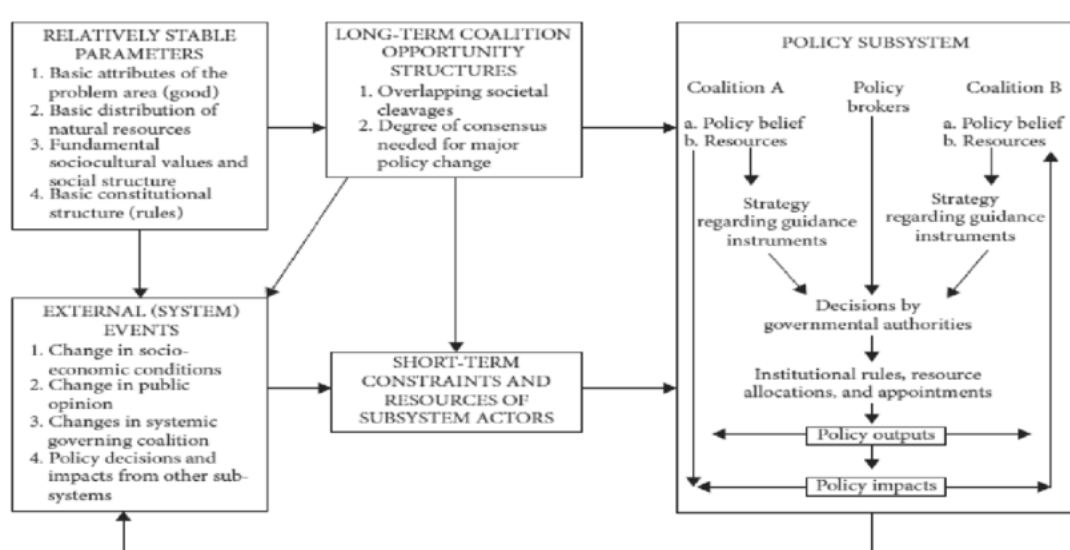 RELATIVELY STABLE
PARAMETERS
1. Basic attributes of the
problem area (good)
2. Basic distribution of
natural resources
3. Fundamental
sociocultural values and
social structure
4. Basic constitutional
structure (rules)
LONG-TERM COALITION
OPPORTUNITY
STRUCTURES
1. Overlapping societal
cleavages
2. Degree of consensus
needed for major
policy change
EXTERNAL (SYSTEM)
EVENTS
1. Change in socio-
economic conditions
2. Change in public
opinion
3. Changes in systemic
governing coalition
4. Policy decisions and
impacts from other sub-
systems
SHORT-TERM
CONSTRAINTS AND
RESOURCES OF
SUBSYSTEM ACTORS
POLICY SUBSYSTEM
Coalition A
a. Policy belief
b. Resources
Strategy
regarding guidance
instruments
Policy
brokers
Coalition B
a. Policy belief
b. Resources
Strategy
regarding guidance
instruments
Decisions by
governmental authorities
Institutional rules, resource
allocations, and appointments
Policy outputs
Policy impacts